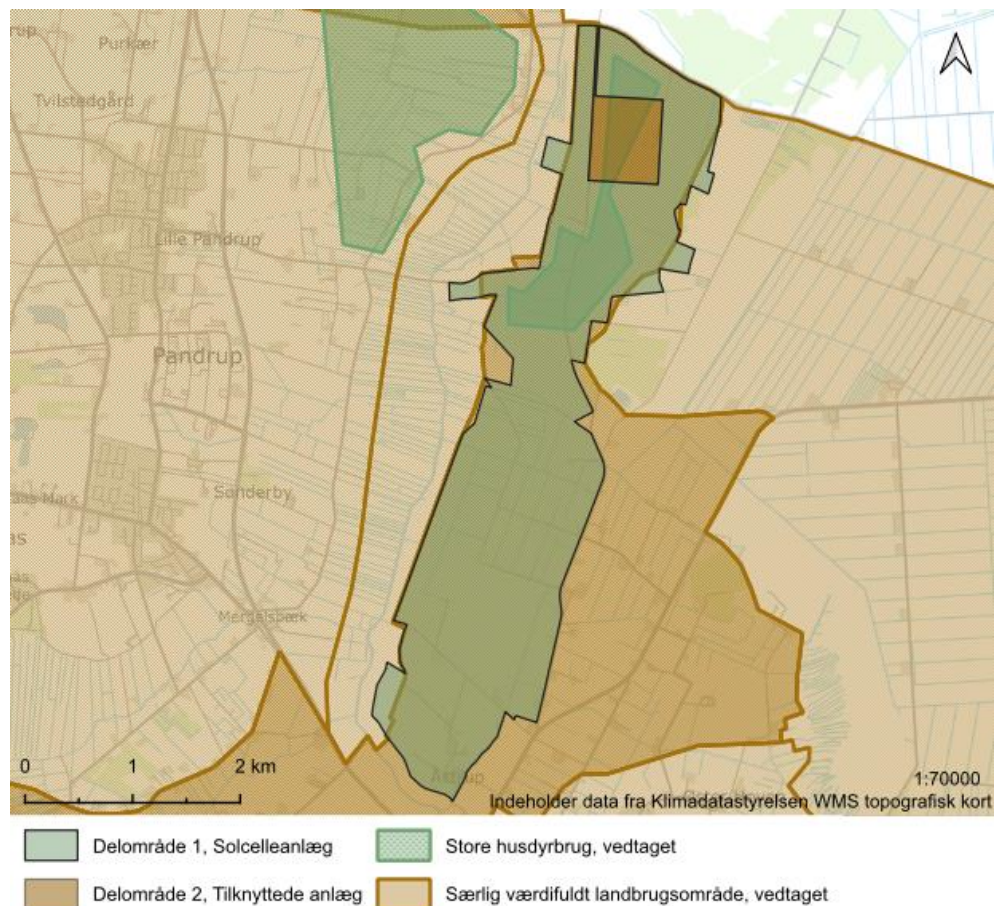 Purkær
Tvilstedgård
Lille Pandrup
Pandrup
Sønderby
Mergelsbæk
Åstrup
0 1 2 km
1:70000
Indeholder data fra Klimadatastyrelsen WMS topografisk kort
Delområde 1, Solcelleanlæg
Store husdyrbrug, vedtaget
Delområde 2, Tilknyttede anlæg
Særlig værdifuldt landbrugsområde, vedtaget